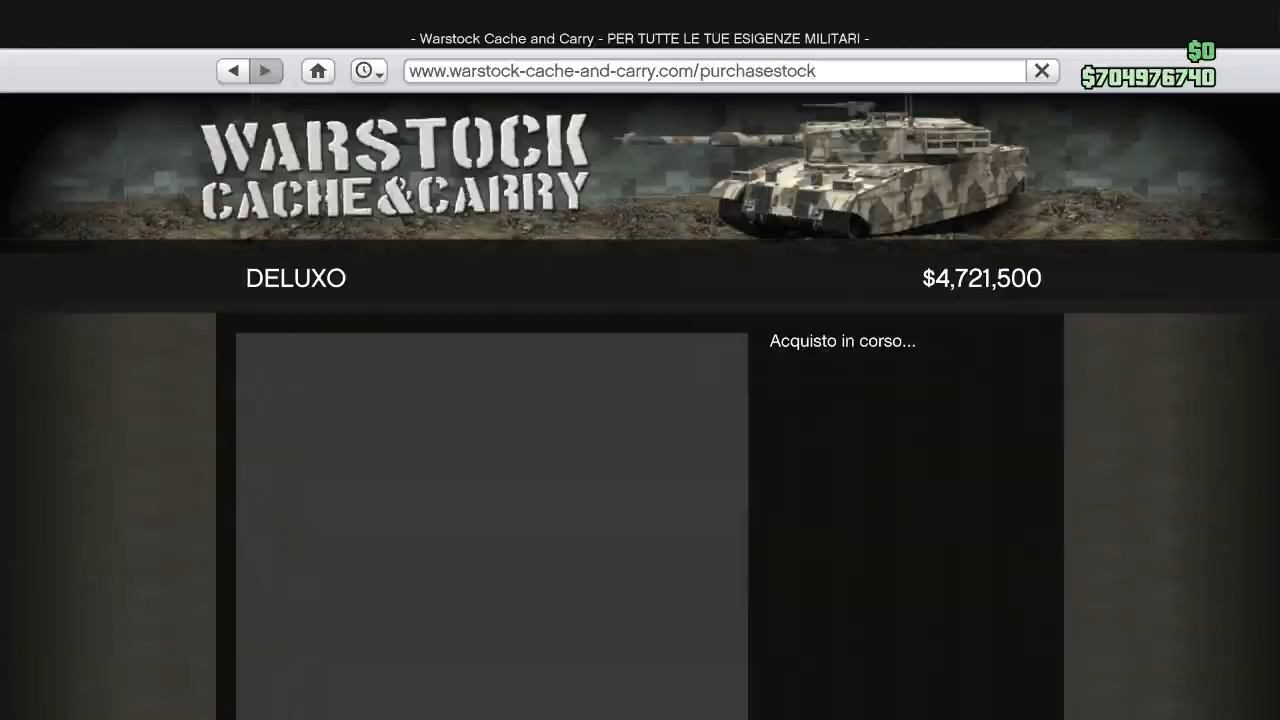 - Warstock Cache and Carry - PER TUTTE LE TUE ESIGENZE MILITARI -
$0
www.warstock-cache-and-carry.com/purchasestock
$704976740
WARSTOCK
CACHE&CARRY
DELUXO
$4,721,500
Acquisto in corso...